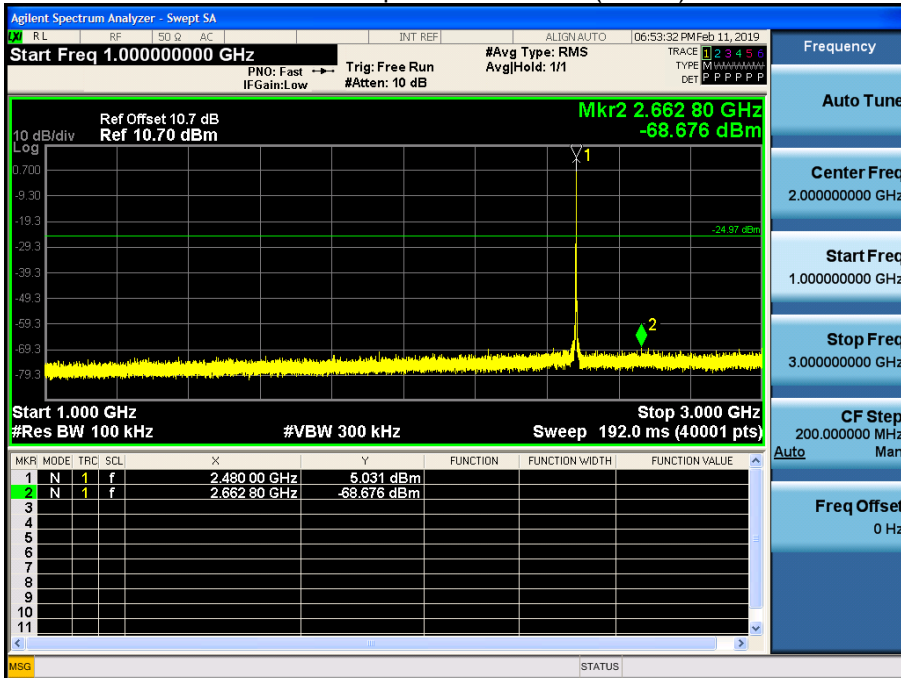 Agilent Spectrum Analyzer - Swept SA
LXI RL RF 50 Ω AC INT REF ALIGN AUTO 06:53:32 PM Feb 11, 2019
Start Freq 1.000000000 GHz
PNO: Fast
IFGain:Low
Trig: Free Run
#Atten: 10 dB
#Avg Type: RMS
Avg|Hold: 1/1
TRACE 1 2 3 4 5 6
TYPE M
DET P P P P P P
Frequency
Mkr2 2.662 80 GHz
-68.676 dBm
Ref Offset 10.7 dB
10 dB/div Ref 10.70 dBm
Log
0.700
-9.30
-19.3
-29.3
-39.3
-49.3
-59.3
-69.3
-79.3
1
-24.97 dBm
2
Start 1.000 GHz Stop 3.000 GHz
#Res BW 100 kHz #VBW 300 kHz Sweep 192.0 ms (40001 pts)
MKR MODE TRC SCL X Y FUNCTION FUNCTION WIDTH FUNCTION VALUE
1 N 1 f 2.480 00 GHz 5.031 dBm
2 N 1 f 2.662 80 GHz -68.676 dBm
3
4
5
6
7
8
9
10
11
MSG STATUS
Auto Tune
Center Freq
2.000000000 GHz
Start Freq
1.000000000 GHz
Stop Freq
3.000000000 GHz
CF Step
200.000000 MHz
Auto Man
Freq Offset
0 Hz